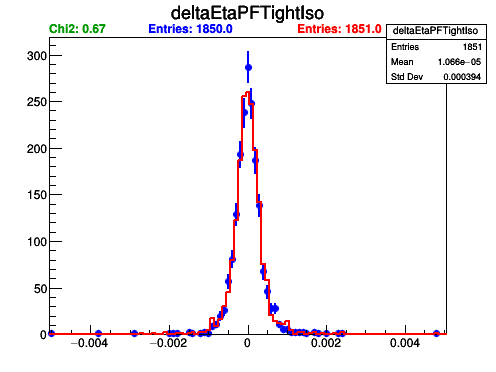 deltaEtaPFTightIso
Chi2: 0.67 Entries: 1850.0 Entries: 1851.0
deltaEtaPFTightIso
Entries 1851
Mean 1.066e−05
Std Dev 0.000394
300
250
200
150
100
50
0
−0.004 −0.002 0 0.002 0.004